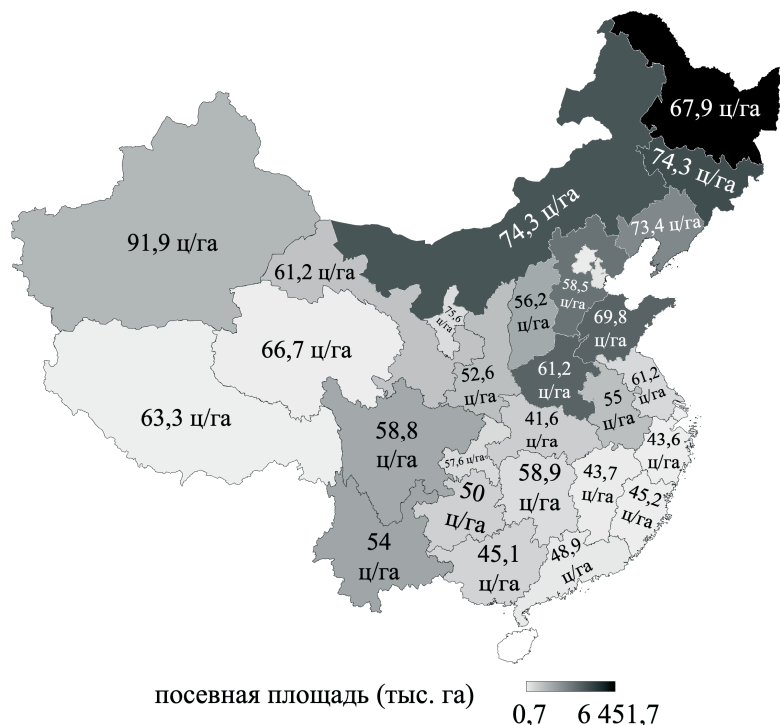 67,9 ц/га
74,3 ц/га
74,3 ц/га
73,4 ц/га
91,9 ц/га
61,2 ц/га
58,5
ц/га
56,2
ц/га
75,6
ц/га
69,8
ц/га
66,7 ц/га
61,2
ц/га
52,6
ц/га
61,2
ц/га
55
ц/га
63,3 ц/га
58,8
ц/га
41,6
ц/га
43,6
ц/га
57,6 ц/га
58,9
ц/га
43,7
ц/га
50
ц/га
45,2
ц/га
54
ц/га
45,1
ц/га
48,9
ц/га
посевная площадь (тыс. га)
0,7 6 451,7